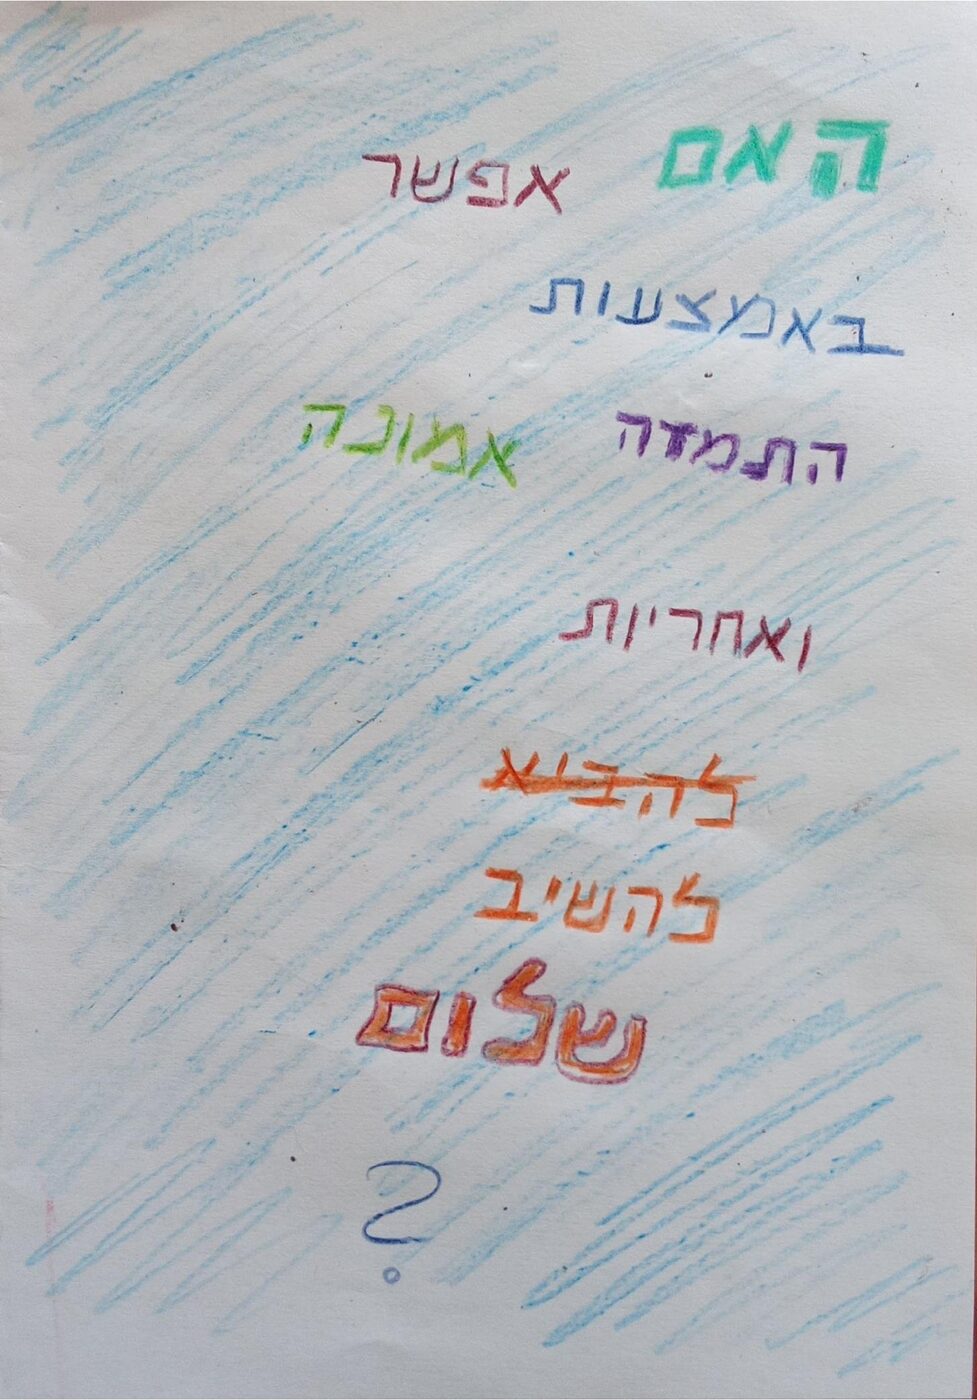 האם אפשר
באמצעות
התמדה אמונה
ואחריות
להביא
להשיב
שלום
?